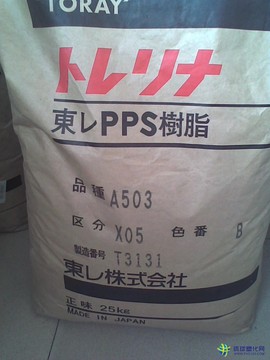 TORAY
トレリナ
東レPPS樹脂
品種 A503
区分 X05 色番 B
製造番号 T3131
東レ株式会社
正味 25kg
MADE IN JAPAN